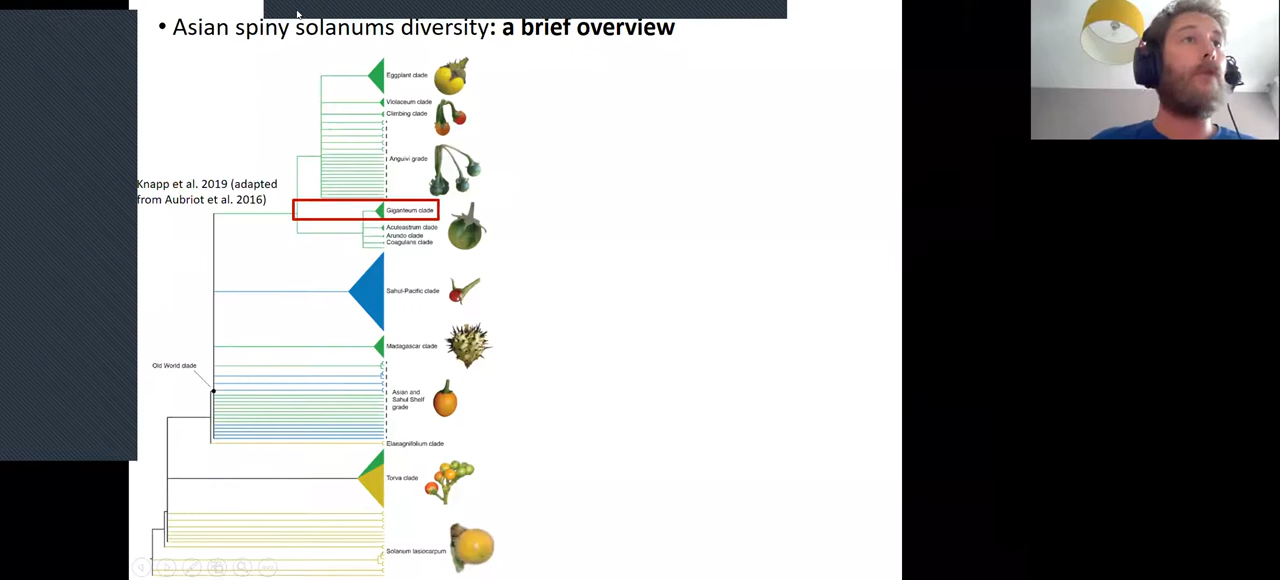 • Asian spiny solanums diversity: a brief overview
Eggplant clade
Violaceum clade
Climbing clade
Anguivi grade
Knapp et al. 2019 (adapted
from Aubriot et al. 2016)
Giganteum clade
Aculeastrum clade
Arundo clade
Coagulans clade
Sahul-Pacific clade
Madagascar clade
Old World clade
Asian and
Sahul Shelf
grade
Elaeagnifolium clade
Torva clade
Solanum lasiocarpum